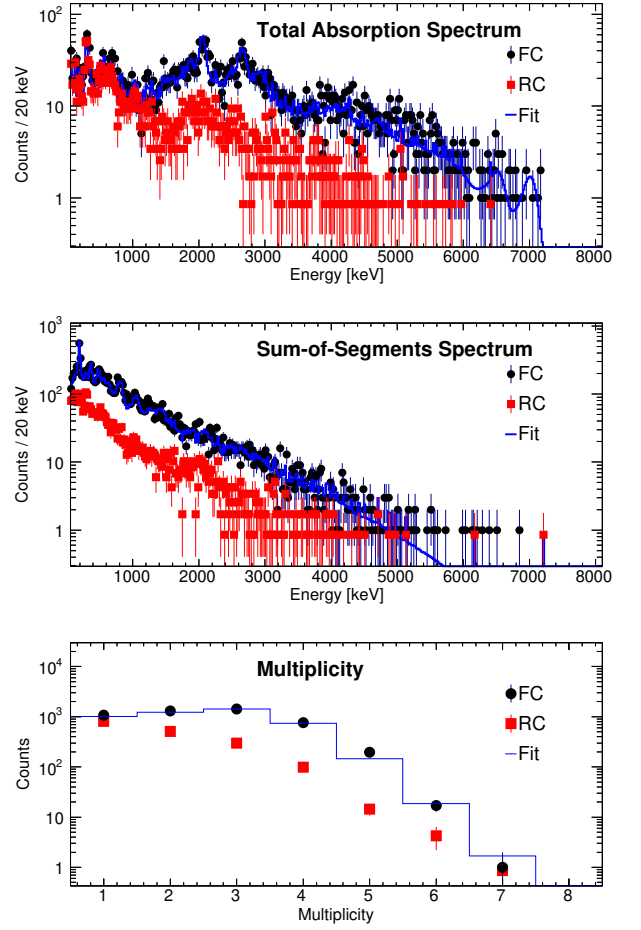 Total Absorption Spectrum
FC
RC
Fit
Counts / 20 keV
10²
10
1
1000 2000 3000 4000 5000 6000 7000 8000
Energy [keV]
Sum-of-Segments Spectrum
FC
RC
Fit
Counts / 20 keV
10³
10²
10
1
1000 2000 3000 4000 5000 6000 7000 8000
Energy [keV]
Multiplicity
FC
RC
Fit
Counts
10⁴
10³
10²
10
1
1 2 3 4 5 6 7 8
Multiplicity